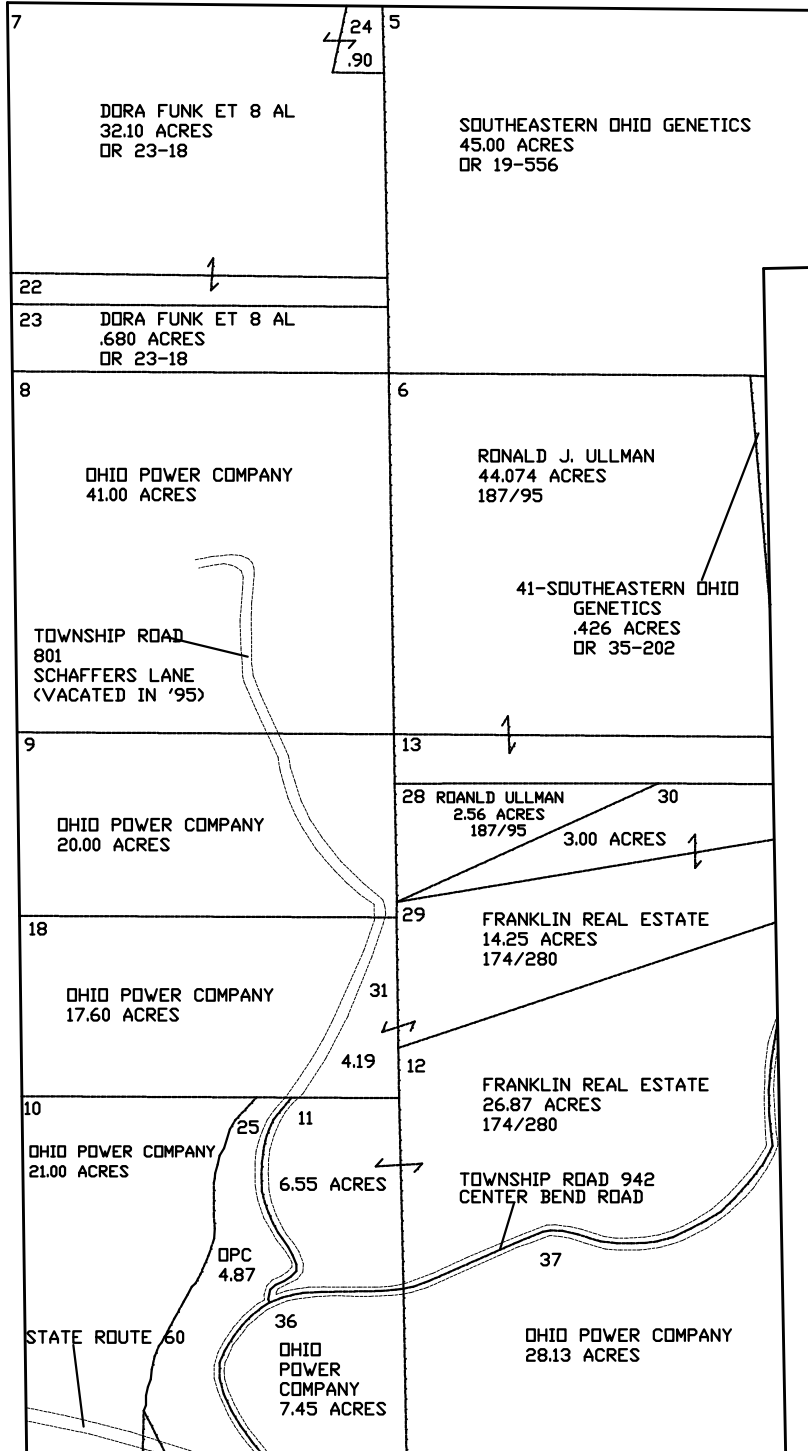 7
24
.90
5
DORA FUNK ET 8 AL
32.10 ACRES
OR 23-18
SOUTHEASTERN OHIO GENETICS
45.00 ACRES
OR 19-556
22
23
DORA FUNK ET 8 AL
.680 ACRES
OR 23-18
8
6
OHIO POWER COMPANY
41.00 ACRES
RONALD J. ULLMAN
44.074 ACRES
187/95
41-SOUTHEASTERN OHIO
GENETICS
.426 ACRES
OR 35-202
TOWNSHIP ROAD
801
SCHAFFERS LANE
(VACATED IN '95)
9
13
28 ROANLD ULLMAN
2.56 ACRES
187/95
30
3.00 ACRES
OHIO POWER COMPANY
20.00 ACRES
18
29
FRANKLIN REAL ESTATE
14.25 ACRES
174/280
OHIO POWER COMPANY
17.60 ACRES
31
4.19
12
FRANKLIN REAL ESTATE
26.87 ACRES
174/280
10
25
11
OHIO POWER COMPANY
21.00 ACRES
6.55 ACRES
TOWNSHIP ROAD 942
CENTER BEND ROAD
OPC
4.87
37
36
STATE ROUTE 60
OHIO
POWER
COMPANY
7.45 ACRES
OHIO POWER COMPANY
28.13 ACRES